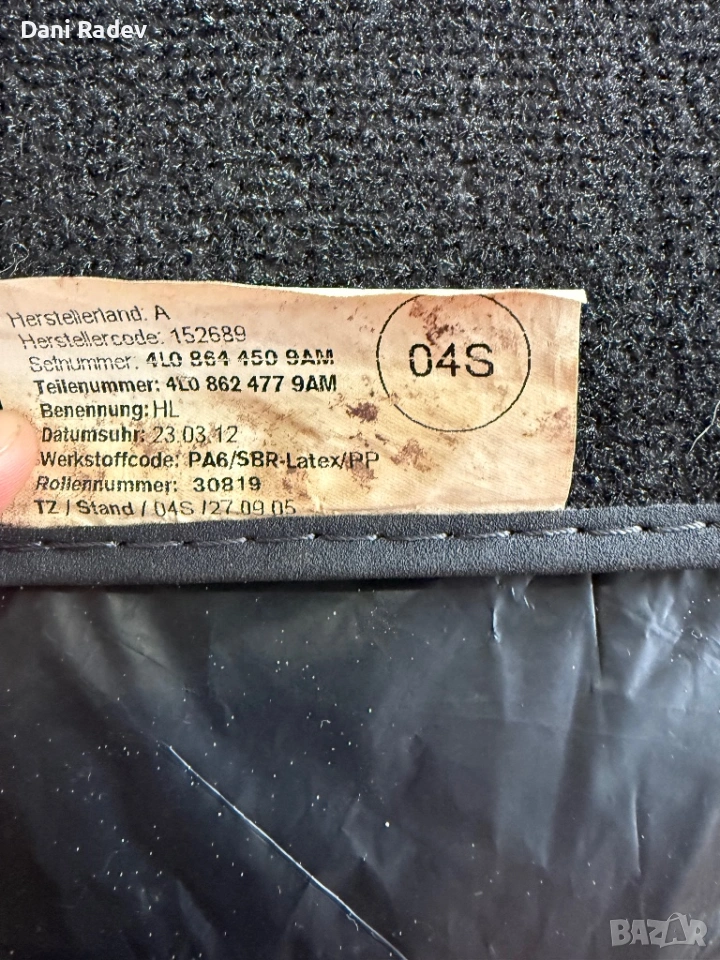 Dani Radev
Herstellerland: A
Herstellercode: 152689
Setnummer: 4L0 864 450 9AM
Teilenummer: 4L0 862 477 9AM
Benennung: HL
Datumsuhr: 23.03.12
Werkstoffcode: PA6/SBR-Latex/PP
Rollennummer: 30819
TZ / Stand / 04S /27.09.05
04S
BAZAR